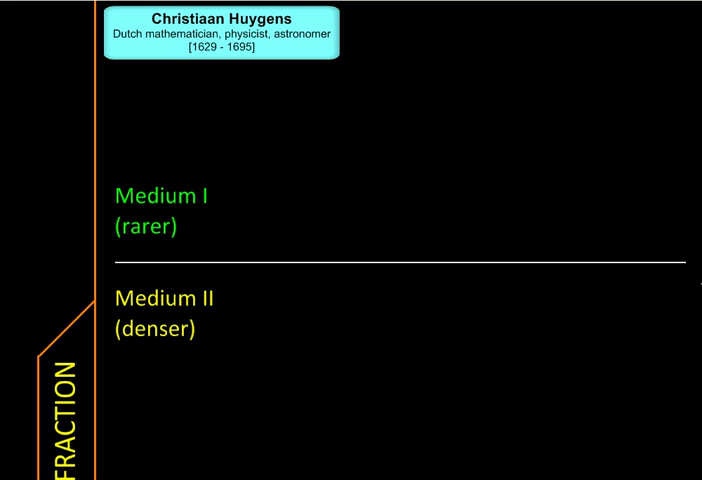 Christiaan Huygens
Dutch mathematician, physicist, astronomer
[1629 - 1695]
Medium I
(rarer)
Medium II
(denser)
FRACTION